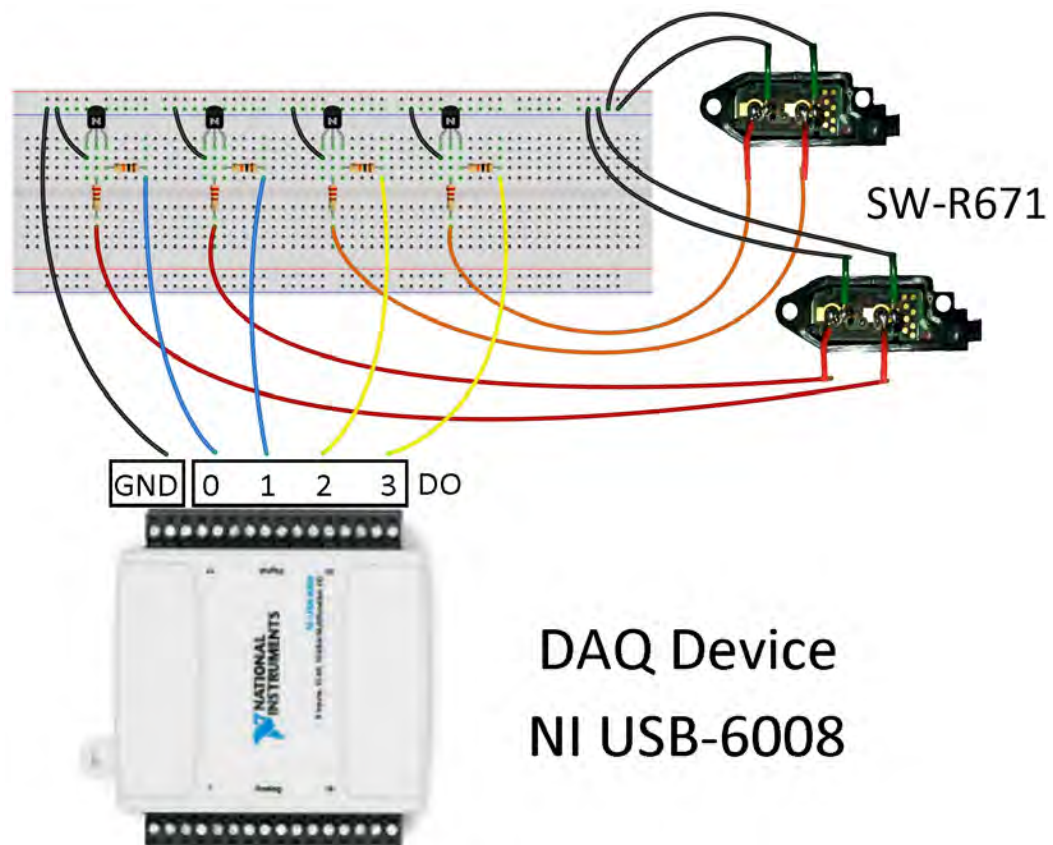 N N N N
SW-R671
GND 0 1 2 3 DO
NATIONAL
INSTRUMENTS
DAQ Device
NI USB-6008